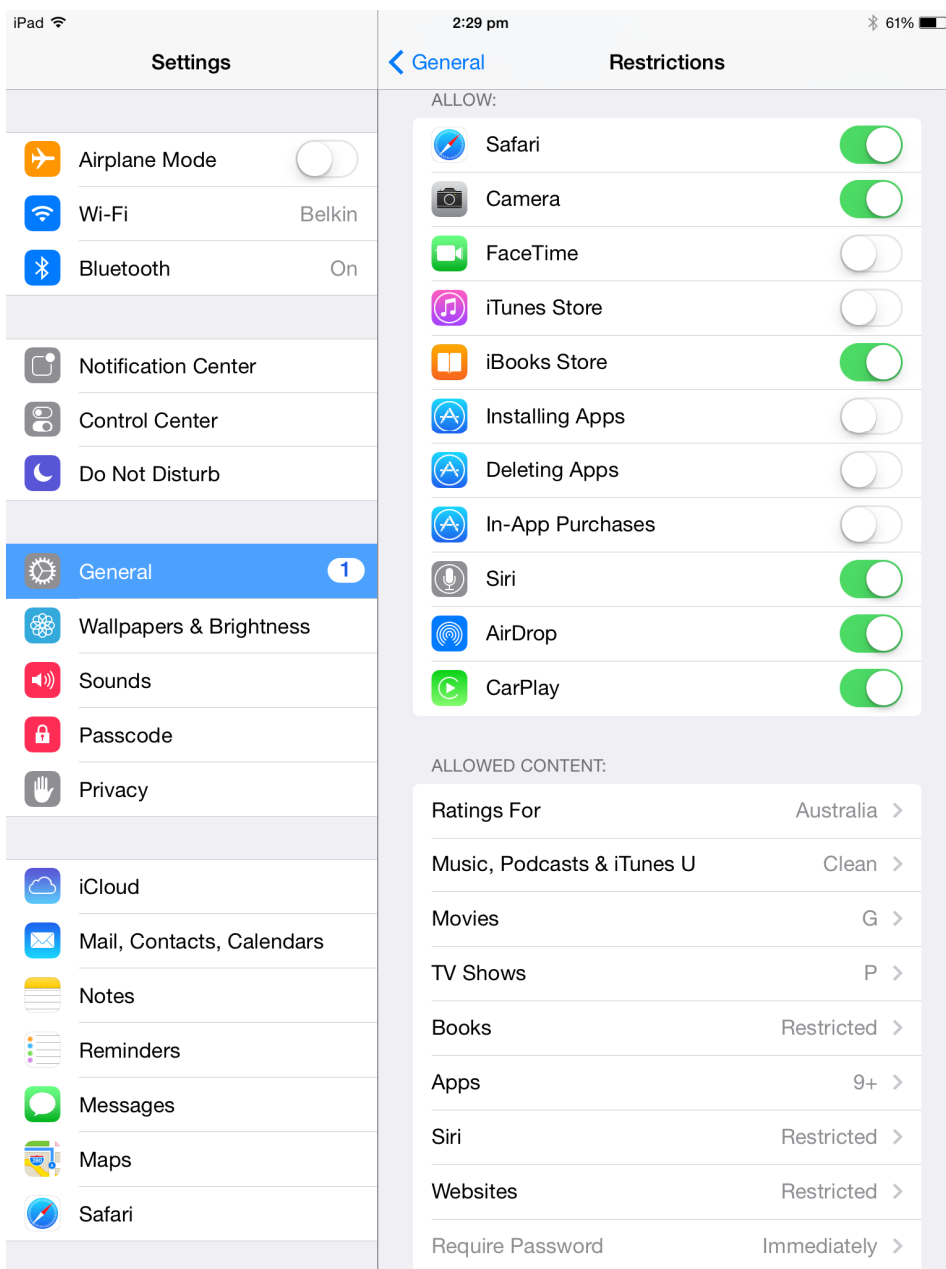 iPad
2:29 pm
61%
Settings
General
Restrictions
Airplane Mode
Wi-Fi
Belkin
Bluetooth
On
Notification Center
Control Center
Do Not Disturb
General
1
Wallpapers & Brightness
Sounds
Passcode
Privacy
iCloud
Mail, Contacts, Calendars
Notes
Reminders
Messages
Maps
Safari
ALLOW:
Safari
Camera
FaceTime
iTunes Store
iBooks Store
Installing Apps
Deleting Apps
In-App Purchases
Siri
AirDrop
CarPlay
ALLOWED CONTENT:
Ratings For
Australia
Music, Podcasts & iTunes U
Clean
Movies
G
TV Shows
P
Books
Restricted
Apps
9+
Siri
Restricted
Websites
Restricted
Require Password
Immediately